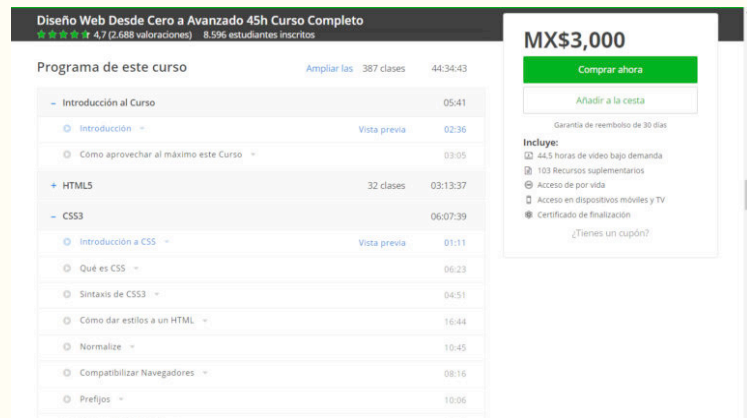 Diseño Web Desde Cero a Avanzado 45h Curso Completo
4,7 (2.688 valoraciones) 8.596 estudiantes inscritos
Programa de este curso Ampliar las 387 clases 44:34:43
– Introducción al Curso 05:41
Introducción Vista previa 02:36
Cómo aprovechar al máximo este Curso 03:05
+ HTML5 32 clases 03:13:37
– CSS3 06:07:39
Introducción a CSS Vista previa 01:11
Qué es CSS 06:23
Sintaxis de CSS3 04:51
Cómo dar estilos a un HTML 16:44
Normalize 10:45
Compatibilizar Navegadores 08:16
Prefijos 10:06
MX$3,000
Comprar ahora
Añadir a la cesta
Garantía de reembolso de 30 días
Incluye:
44,5 horas de vídeo bajo demanda
103 Recursos suplementarios
Acceso de por vida
Acceso en dispositivos móviles y TV
Certificado de finalización
¿Tienes un cupón?